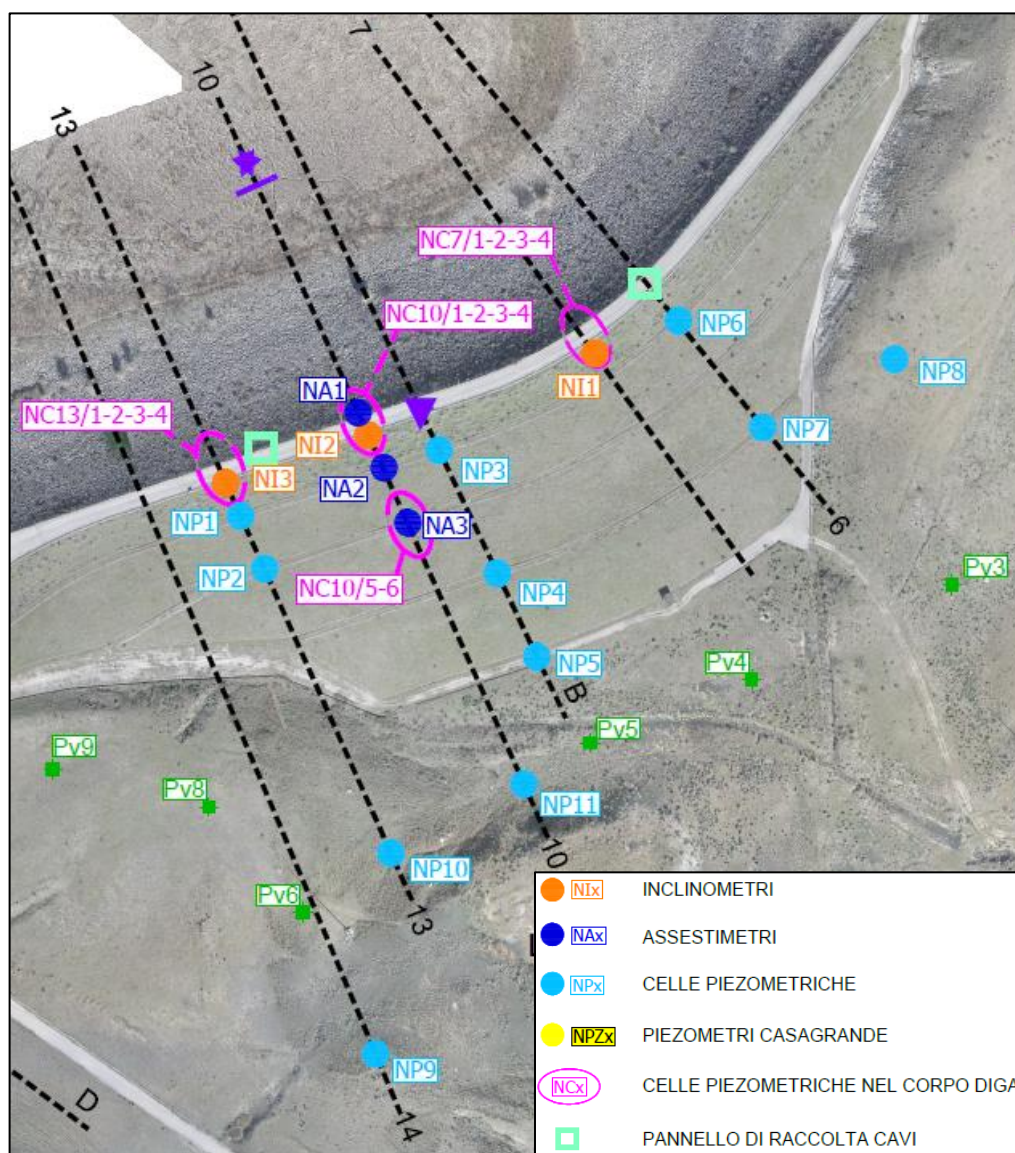 7
10
13
NC7/1-2-3-4
NC10/1-2-3-4
NP6
NP8
NI1
NA1
NC13/1-2-3-4
NI2
NP7
NP3
NI3
NA2
NP1
NA3
6
NP2
NC10/5-6
NP4
Pv3
NP5
Pv4
B
Pv5
Pv9
NP11
Pv8
10
NP10
Pv6
13
NP9
D
14
NIx INCLINOMETRI
NAx ASSESTIMETRI
NPx CELLE PIEZOMETRICHE
NPZx PIEZOMETRI CASAGRANDE
NCx CELLE PIEZOMETRICHE NEL CORPO DIGA
PANNELLO DI RACCOLTA CAVI